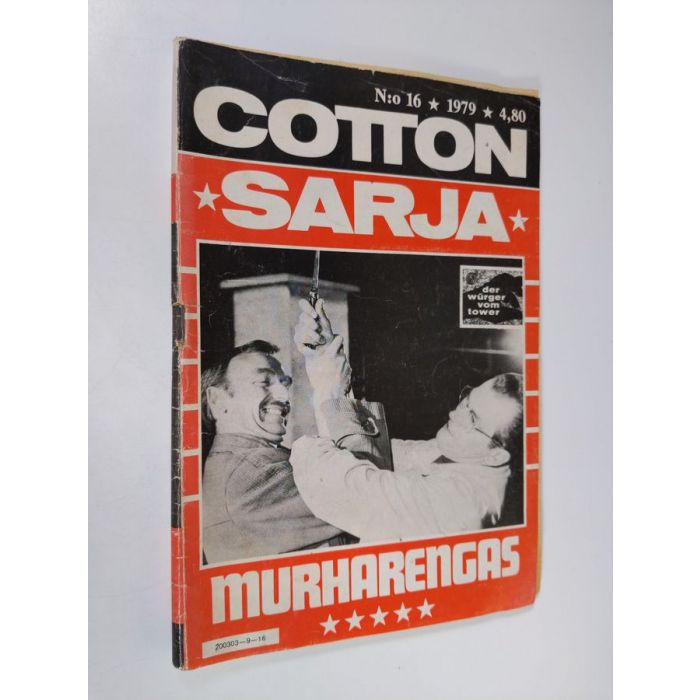 N:o 16 ★ 1979 ★ 4,80
COTTON
★ SARJA ★
der
würger
vom
tower
MURHARENGAS
★★★★★
200303—9—16